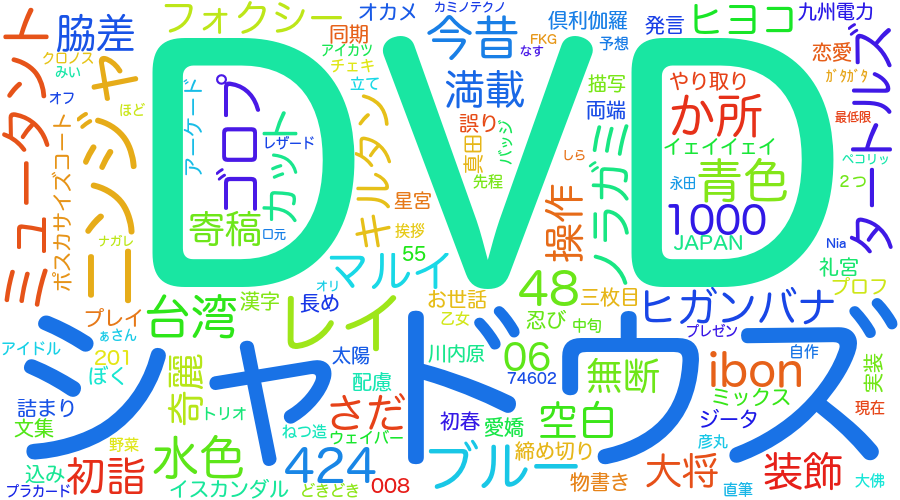 DVD
シャドウズ
ミュータント
ニンジャ
タートルズ
脇差
フォクシー
同期
オカメ
カミノテクノ
今昔
FKG
なす
倶利伽羅
予想
発言
ヒヨコ
九州電力
恋愛
ｶﾞﾀｶﾞﾀ
クロノス
みい
オフ
ほど
アイカツ
チェキ
立て
満載
描写
両端
やり取り
か所
最低限
ペコリッ
2つ
アーケード
ゴロプ
カット
レザード
キルタン
誤り
真田
バッジ
先程
しら
ノラガミ
イェイイェイ
永田
青色
1000
JAPAN
Nia
礼宮
プロフ
ポスカサイズコート
ナガレ
寄稿
口元
星宮
挨拶
55
操作
マルイ
オリ
お世話
乙女
48
三枚目
忍び
中旬
ヒガンバナ
プレゼン
自作
プレイ
ぁさん
台湾
漢字
長め
レイ
アイドル
201
ぼく
奇麗
太陽
配慮
川内原
06
74602
無断
ibon
実装
詰まり
文集
トリオ
さだ
初春
愛嬌
空白
ミックス
ジータ
現在
野菜
水色
ねつ造
ウェイバー
ブルー
締め切り
彦丸
込み
プラカード
初詣
イスカンダル
424
どきどき
008
物書き
大将
直筆
装飾
大佛